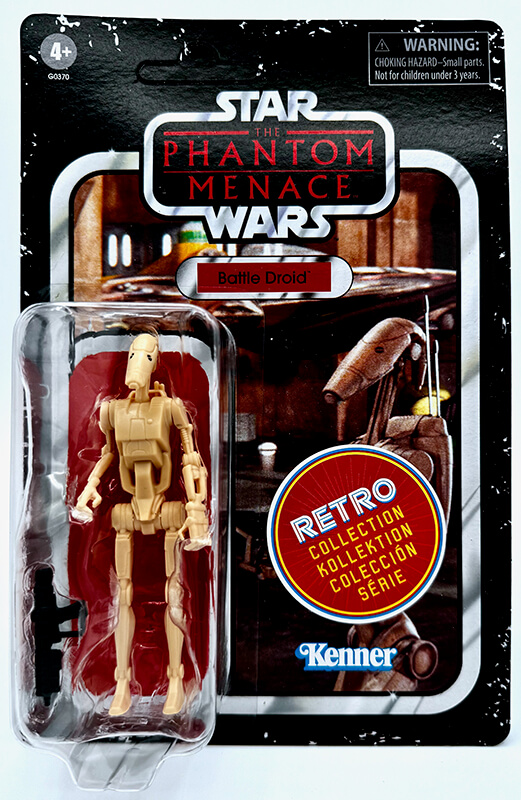 4+
G0370
WARNING:
CHOKING HAZARD–Small parts.
Not for children under 3 years.
STAR
THE
PHANTOM
MENACE
WARS
Battle Droid™
RETRO
COLLECTION
KOLLEKTION
COLECCIÓN
SÉRIE
Kenner